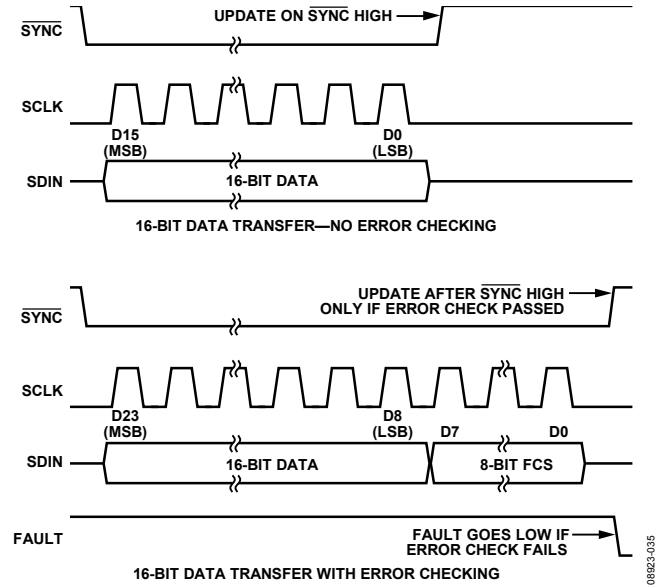 UPDATE ON SYNC HIGH
SYNC
SCLK
D15
(MSB)
D0
(LSB)
SDIN
16-BIT DATA
16-BIT DATA TRANSFER—NO ERROR CHECKING
UPDATE AFTER SYNC HIGH
ONLY IF ERROR CHECK PASSED
SYNC
SCLK
D23
(MSB)
D8
(LSB)
D7
D0
SDIN
16-BIT DATA
8-BIT FCS
FAULT
FAULT GOES LOW IF
ERROR CHECK FAILS
16-BIT DATA TRANSFER WITH ERROR CHECKING
08923-035